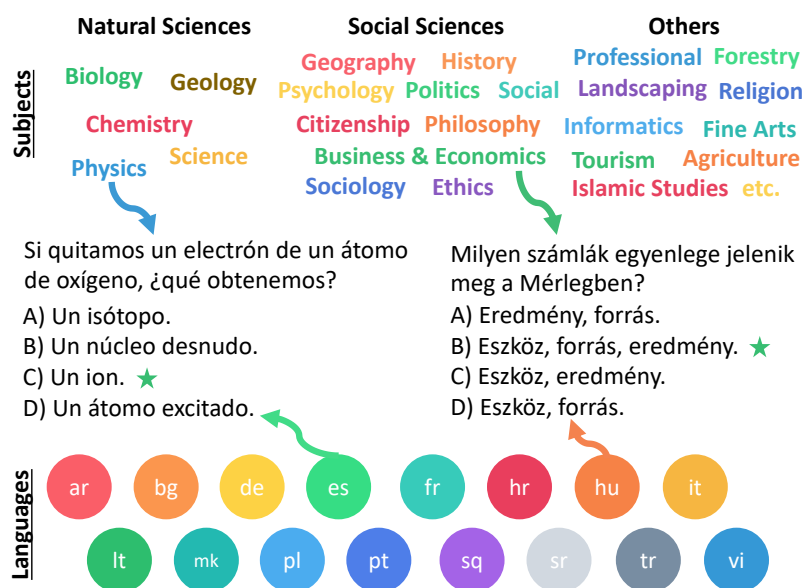 Natural Sciences
Social Sciences
Others
Subjects
Biology
Geology
Chemistry
Science
Physics
Geography
History
Psychology
Politics
Social
Citizenship
Philosophy
Business & Economics
Sociology
Ethics
Professional
Forestry
Landscaping
Religion
Informatics
Fine Arts
Tourism
Agriculture
Islamic Studies
etc.
Si quitamos un electrón de un átomo
de oxígeno, ¿qué obtenemos?
A) Un isótopo.
B) Un núcleo desnudo.
C) Un ion.
D) Un átomo excitado.
Milyen számlák egyenlege jelenik
meg a Mérlegben?
A) Eredmény, forrás.
B) Eszköz, forrás, eredmény.
C) Eszköz, eredmény.
D) Eszköz, forrás.
Languages
ar
bg
de
es
fr
hr
hu
it
lt
mk
pl
pt
sq
sr
tr
vi